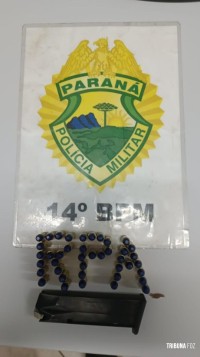 PARANÁ
POLÍCIA MILITAR
14º BPM
RPA
TRIBUNA FOZ